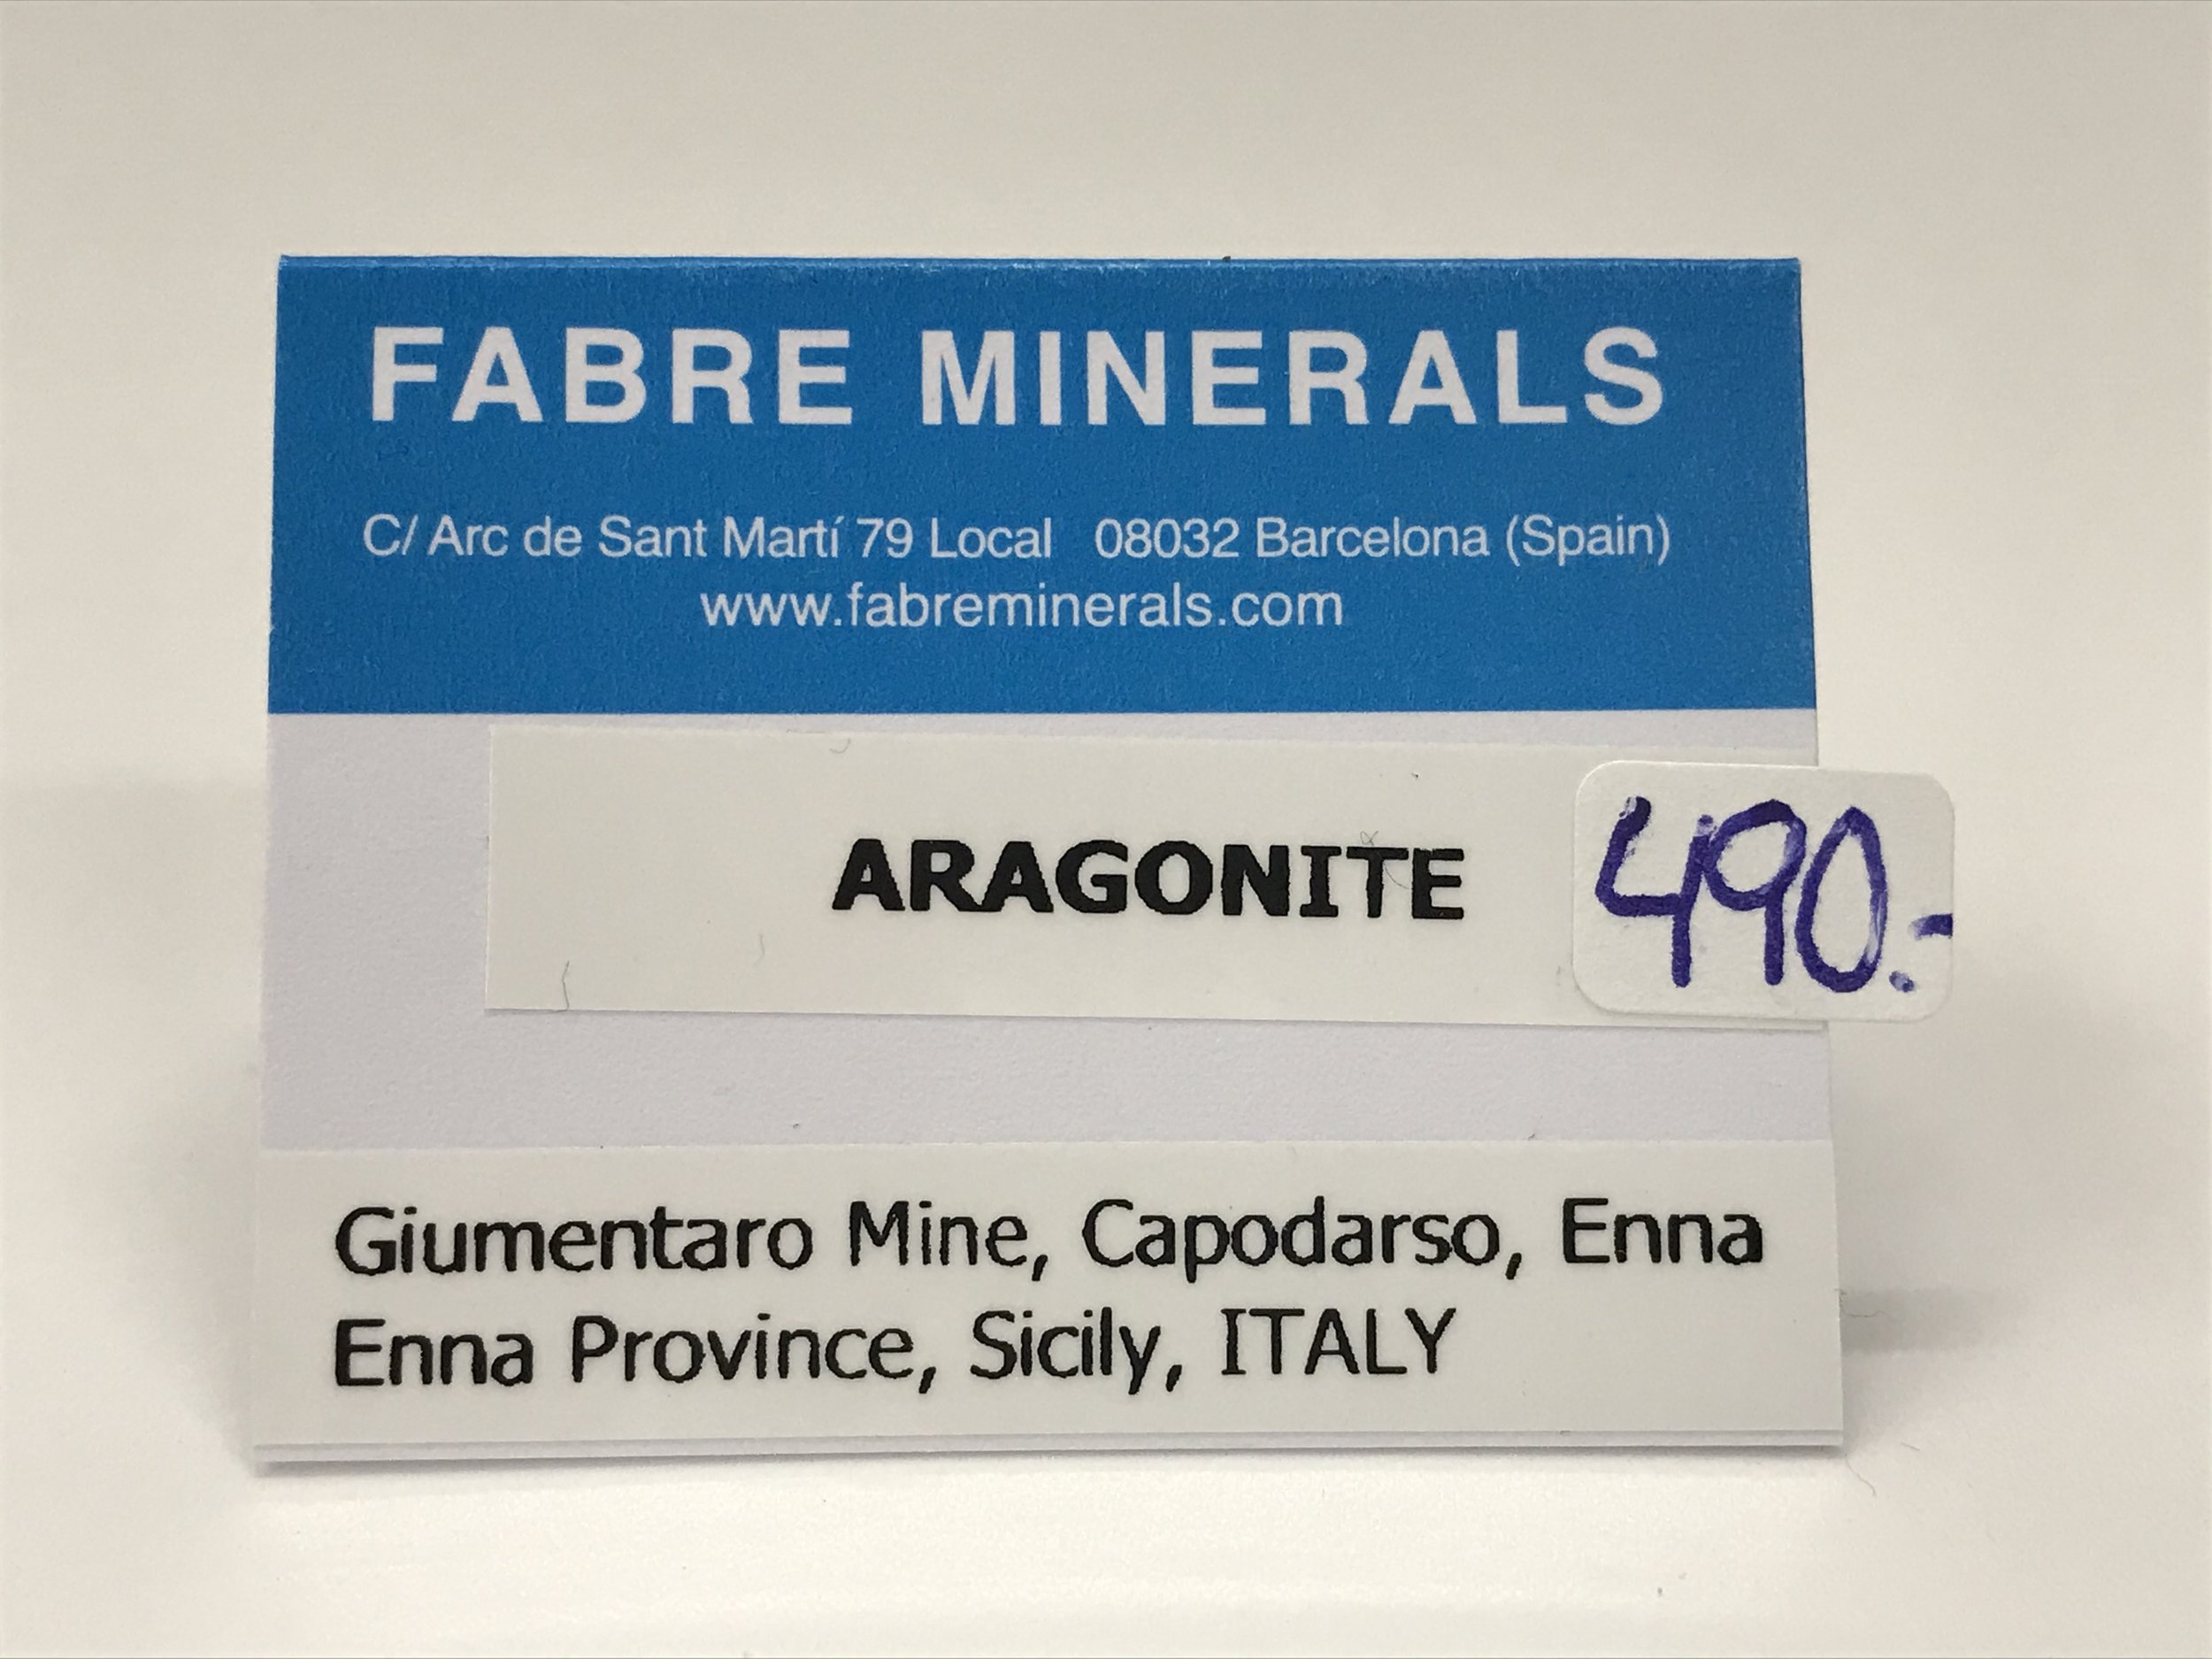 FABRE MINERALS
C/ Arc de Sant Martí 79 Local 08032 Barcelona (Spain)
www.fabreminerals.com
ARAGONITE
490.-
Giumentaro Mine, Capodarso, Enna
Enna Province, Sicily, ITALY